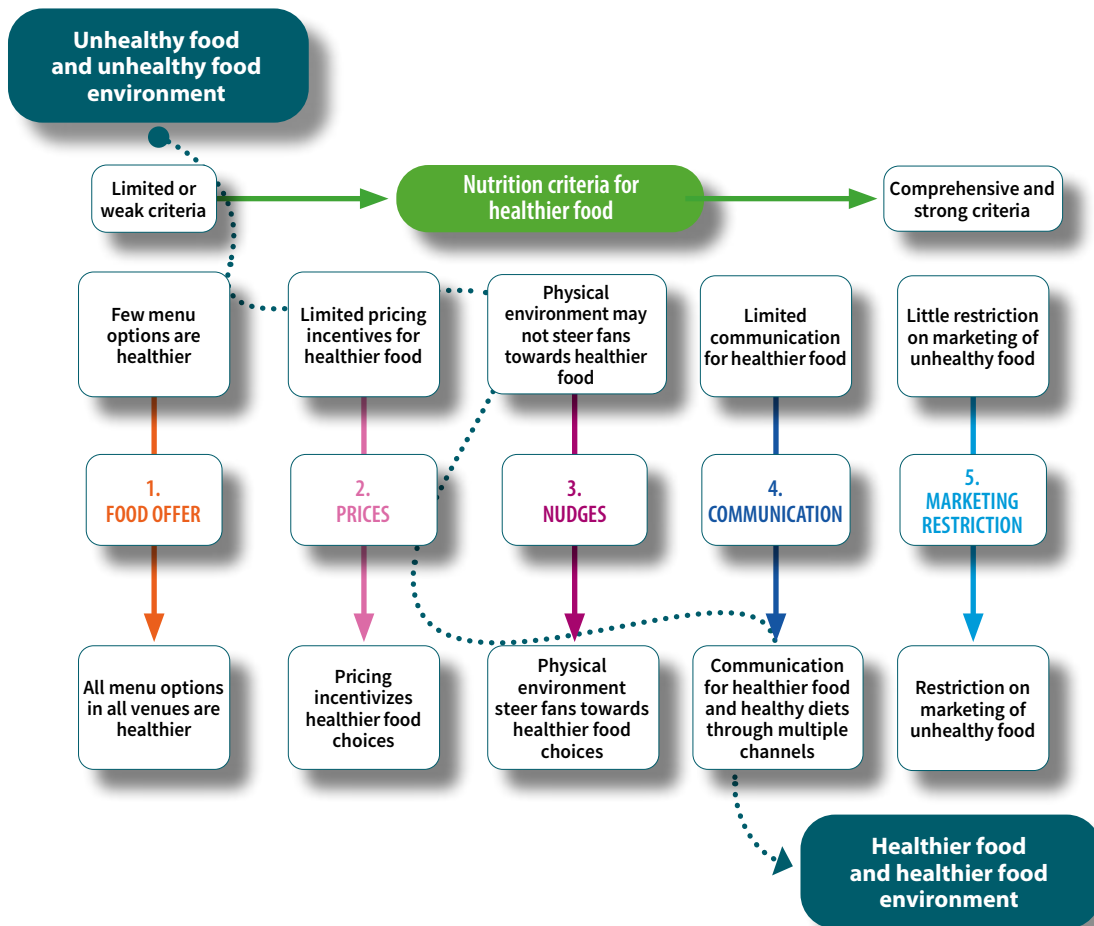 Unhealthy food
and unhealthy food
environment
Limited or
weak criteria
Nutrition criteria for
healthier food
Comprehensive and
strong criteria
Few menu
options are
healthier
Limited pricing
incentives for
healthier food
Physical
environment may
not steer fans
towards healthier
food
Limited
communication
for healthier food
Little restriction
on marketing of
unhealthy food
1.
FOOD OFFER
2.
PRICES
3.
NUDGES
4.
COMMUNICATION
5.
MARKETING
RESTRICTION
All menu options
in all venues are
healthier
Pricing
incentivizes
healthier food
choices
Physical
environment
steer fans towards
healthier food
choices
Communication
for healthier food
and healthy diets
through multiple
channels
Restriction on
marketing of
unhealthy food
Healthier food
and healthier food
environment